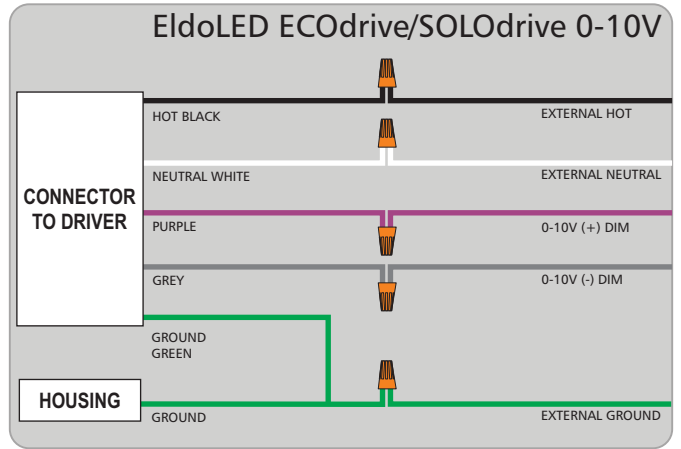 EldoLED ECOdrive/SOLOdrive 0-10V
HOT BLACK
EXTERNAL HOT
NEUTRAL WHITE
EXTERNAL NEUTRAL
CONNECTOR
TO DRIVER
PURPLE
0-10V (+) DIM
GREY
0-10V (-) DIM
GROUND
GREEN
HOUSING
GROUND
EXTERNAL GROUND